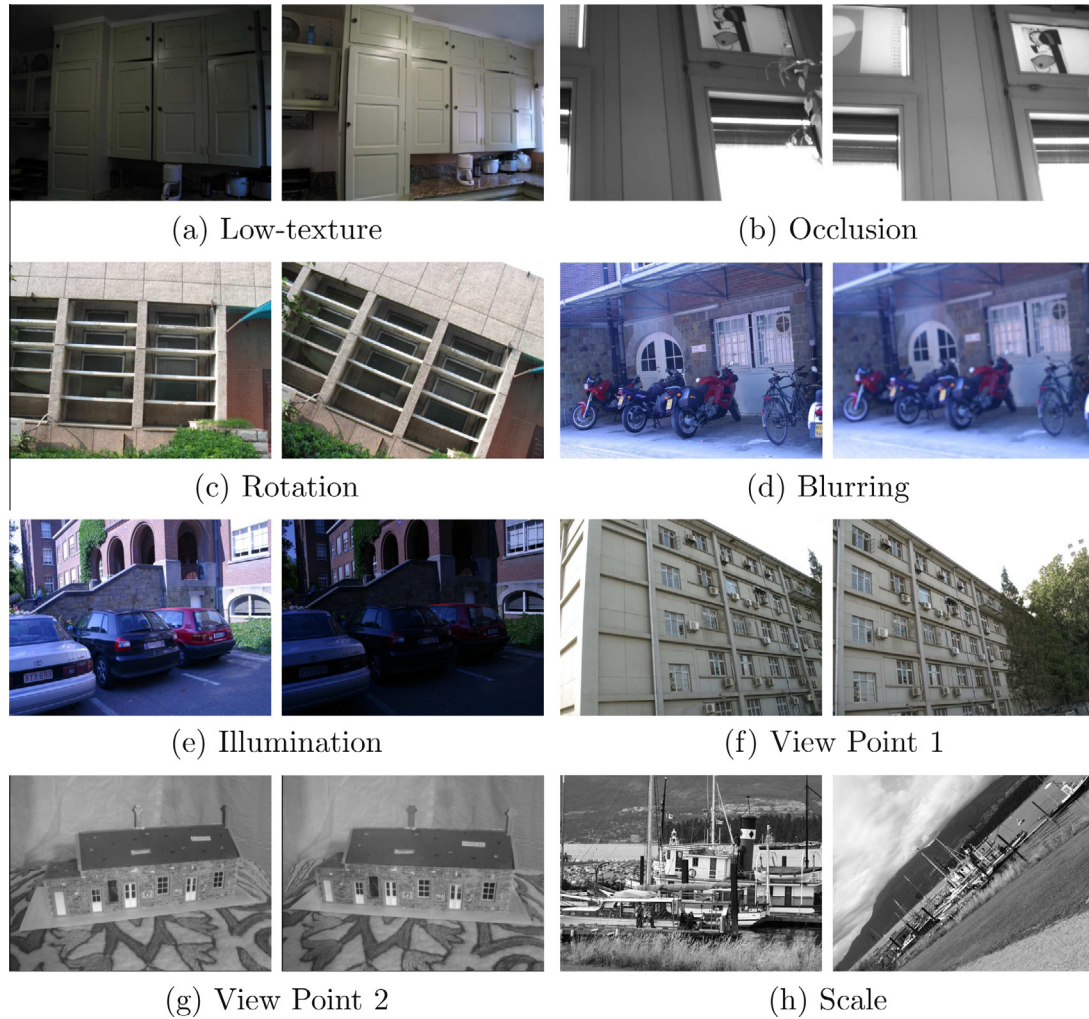 (a) Low-texture
(b) Occlusion
(c) Rotation
(d) Blurring
(e) Illumination
(f) View Point 1
(g) View Point 2
(h) Scale